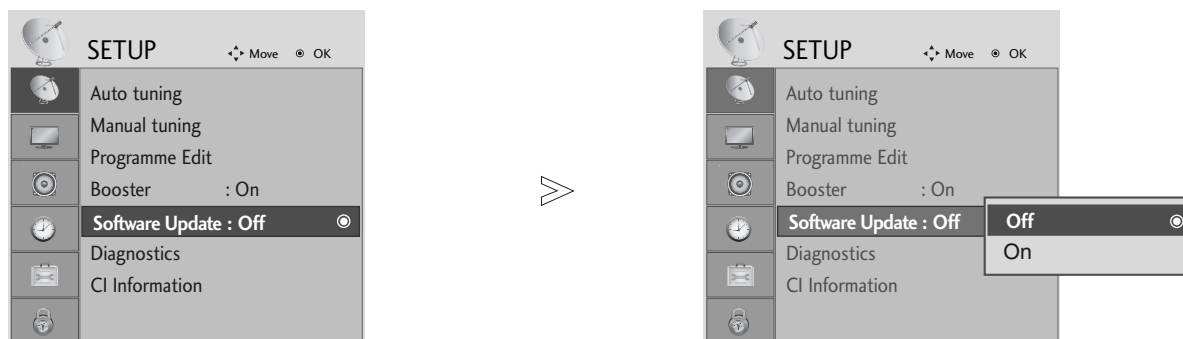 SETUP
Move OK
Auto tuning
Manual tuning
Programme Edit
Booster : On
Software Update : Off
Diagnostics
CI Information
SETUP
Move OK
Auto tuning
Manual tuning
Programme Edit
Booster : On
Software Update : Off
Diagnostics
CI Information
Off
On